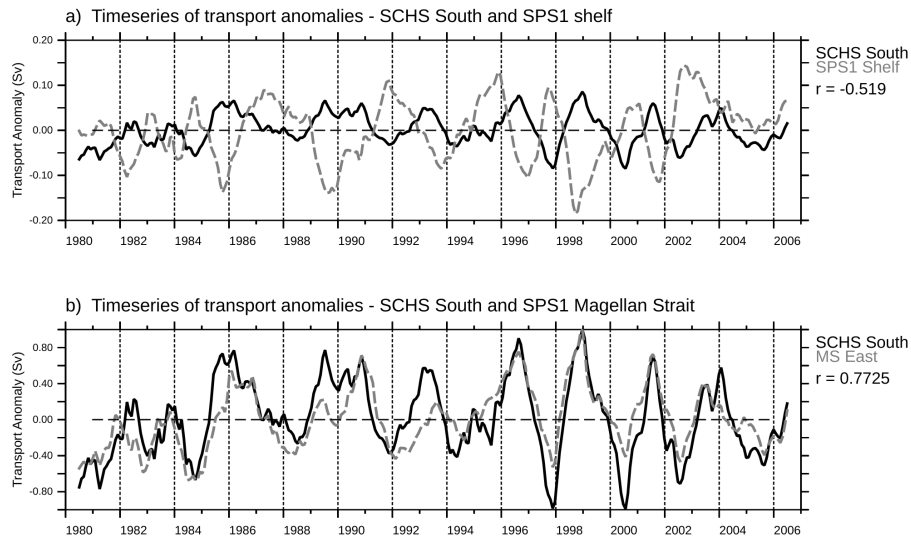 a) Timeseries of transport anomalies - SCHS South and SPS1 shelf
Transport Anomaly (Sv)
0.20
0.10
0.00
-0.10
-0.20
1980 1982 1984 1986 1988 1990 1992 1994 1996 1998 2000 2002 2004 2006
SCHS South
SPS1 Shelf
r = -0.519
b) Timeseries of transport anomalies - SCHS South and SPS1 Magellan Strait
Transport Anomaly (Sv)
0.80
0.40
0.00
-0.40
-0.80
1980 1982 1984 1986 1988 1990 1992 1994 1996 1998 2000 2002 2004 2006
SCHS South
MS East
r = 0.7725